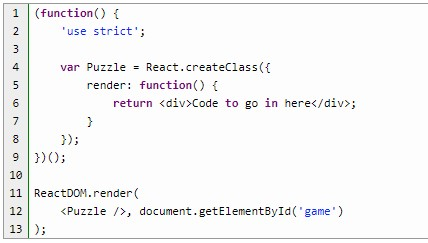 1 (function() {
2     'use strict';
3
4     var Puzzle = React.createClass({
5         render: function() {
6             return <div>Code to go in here</div>;
7         }
8     });
9 })();
10
11 ReactDOM.render(
12     <Puzzle />, document.getElementById('game')
13 );